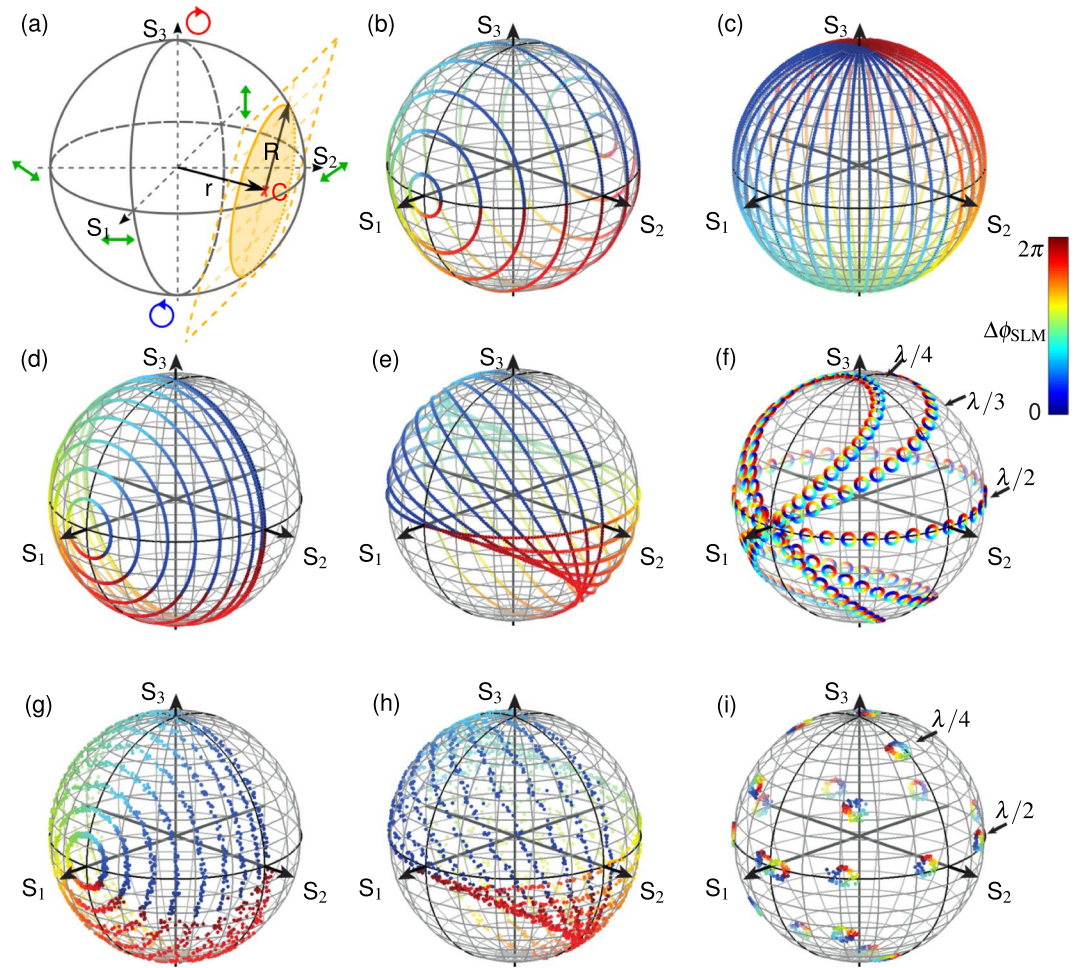 (a)
S3
S2
R
r
C
S1
(b)
S3
S1
S2
(c)
S3
S1
S2
2π
ΔϕSLM
0
(d)
S3
S1
S2
(e)
S3
S1
S2
(f)
S3
λ/4
λ/3
λ/2
S1
S2
(g)
S3
S1
S2
(h)
S3
S1
S2
(i)
S3
λ/4
λ/2
S1
S2